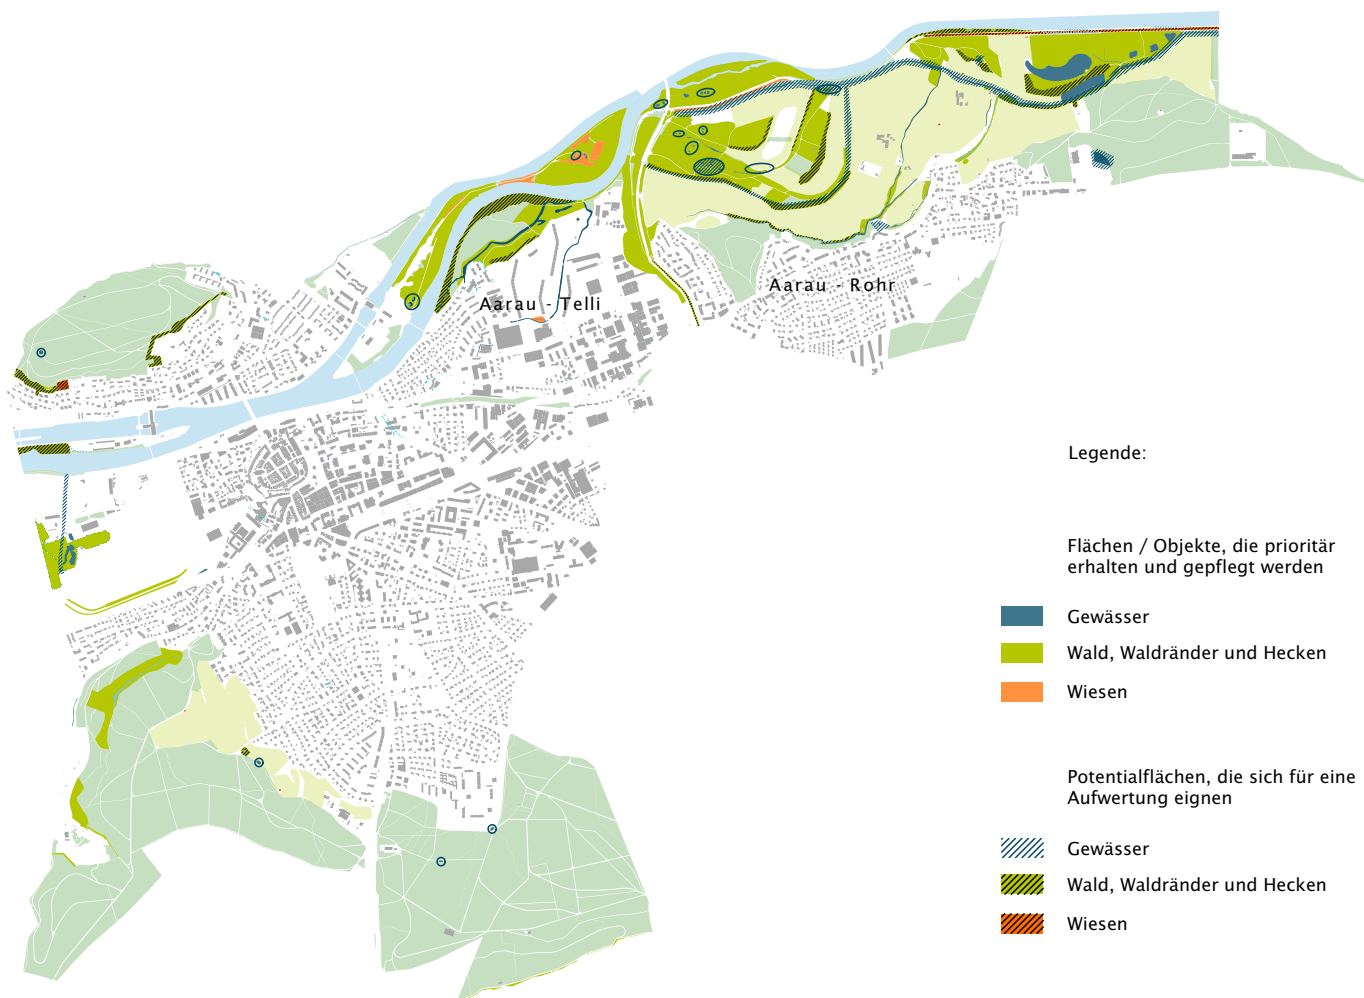 Aarau - Telli
Aarau - Rohr
Legende:
Flächen / Objekte, die prioritär
erhalten und gepflegt werden
Gewässer
Wald, Waldränder und Hecken
Wiesen
Potentialflächen, die sich für eine
Aufwertung eignen
Gewässer
Wald, Waldränder und Hecken
Wiesen